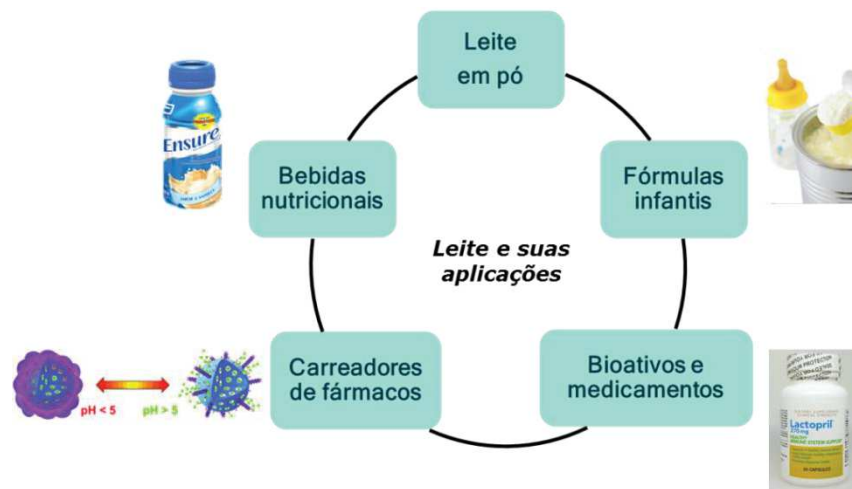 Leite
em pó
Ensure
Bebidas
nutricionais
Fórmulas
infantis
Leite e suas
aplicações
Carreadores
de fármacos
Bioativos e
medicamentos
pH < 5
pH > 5
Lactopril